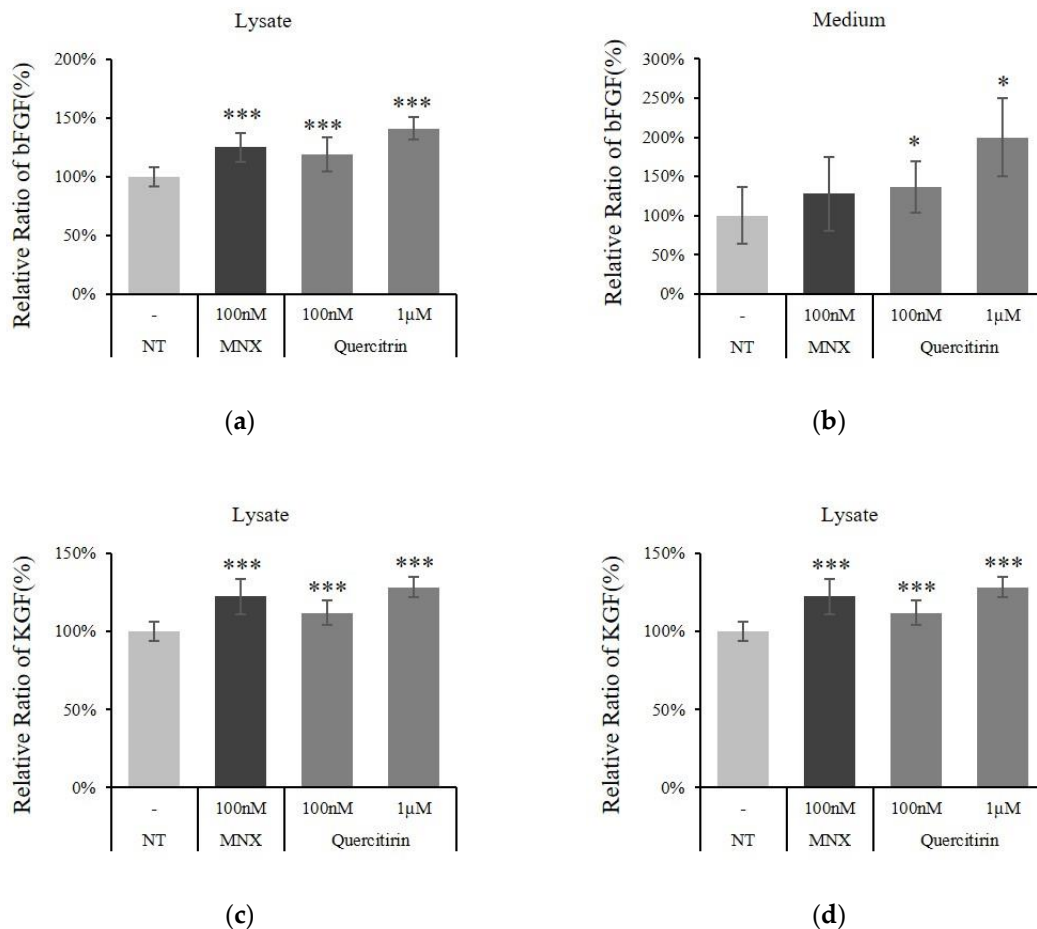 Lysate
Relative Ratio of bFGF(%)
200%
150%
100%
50%
0%
*** *** ***
- 100nM 100nM 1µM
NT MNX Quercitrin
(a)
Medium
Relative Ratio of bFGF(%)
300%
250%
200%
150%
100%
50%
0%
* *
- 100nM 100nM 1µM
NT MNX Quercitirin
(b)
Lysate
Relative Ratio of KGF(%)
150%
100%
50%
0%
*** *** ***
- 100nM 100nM 1µM
NT MNX Quercitirin
(c)
Lysate
Relative Ratio of KGF(%)
150%
100%
50%
0%
*** *** ***
- 100nM 100nM 1µM
NT MNX Quercitirin
(d)